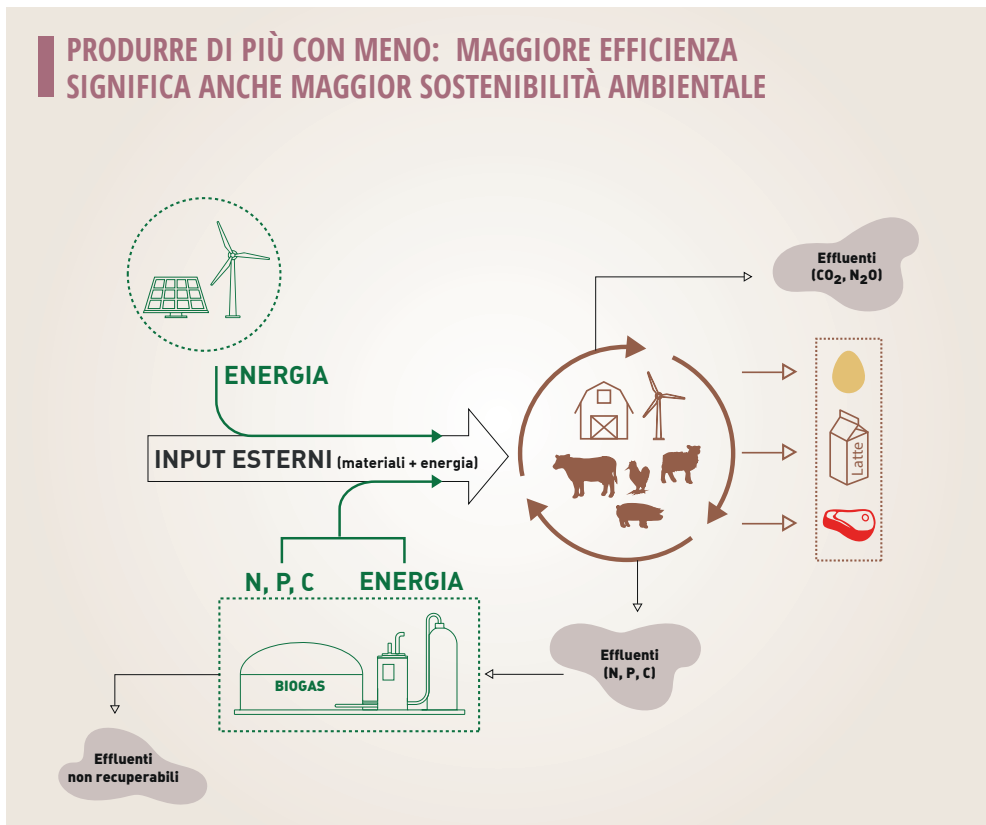 PRODURRE DI PIÙ CON MENO: MAGGIORE EFFICIENZA
SIGNIFICA ANCHE MAGGIOR SOSTENIBILITÀ AMBIENTALE
Effluenti
(CO2, N2O)
ENERGIA
INPUT ESTERNI (materiali + energia)
Latte
N, P, C
ENERGIA
BIOGAS
Effluenti
(N, P, C)
Effluenti
non recuperabili